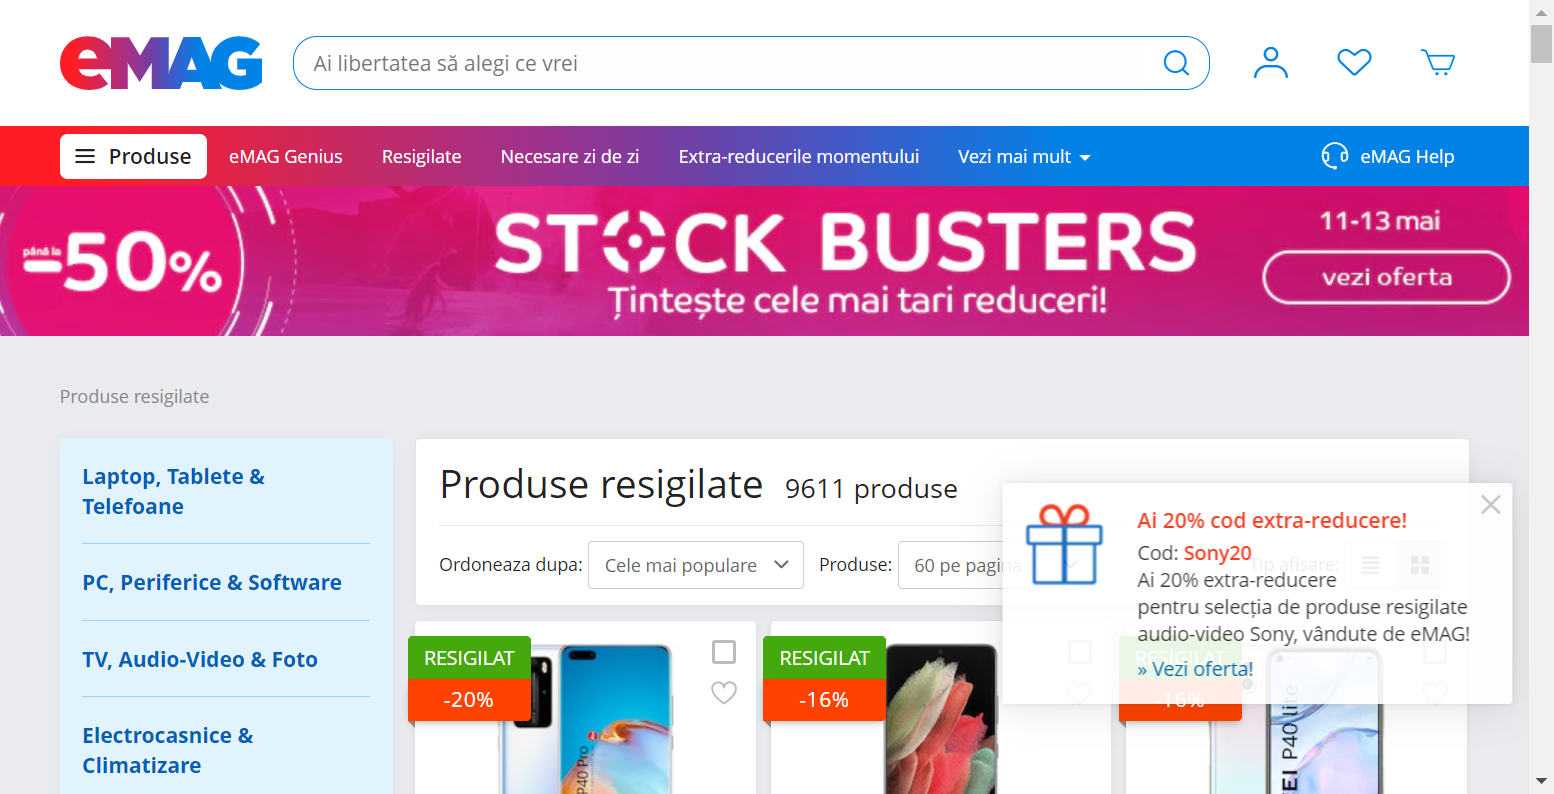 eMAG
Ai libertatea să alegi ce vrei
Produse
eMAG Genius
Resigilate
Necesare zi de zi
Extra-reducerile momentului
Vezi mai mult
eMAG Help
până la
-50%
STOCK BUSTERS
Țintește cele mai tari reduceri!
11-13 mai
vezi oferta
Produse resigilate
Laptop, Tablete &
Telefoane
PC, Periferice & Software
TV, Audio-Video & Foto
Electrocasnice &
Climatizare
Produse resigilate 9611 produse
Ordoneaza dupa: Cele mai populare Produse: 60 pe pagina Tip afisare:
Ai 20% cod extra-reducere!
Cod: Sony20
Ai 20% extra-reducere
pentru selecția de produse resigilate
audio-video Sony, vândute de eMAG!
» Vezi oferta!
RESIGILAT
-20%
P40 Pro
RESIGILAT
-16%
RESIGILAT
-16%
EI P40 lite